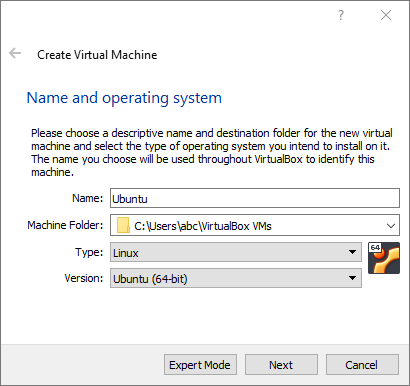 ?
Create Virtual Machine
Name and operating system
Please choose a descriptive name and destination folder for the new virtual
machine and select the type of operating system you intend to install on it.
The name you choose will be used throughout VirtualBox to identify this
machine.
Name: Ubuntu
Machine Folder: C:\Users\abc\VirtualBox VMs
Type: Linux
64
Version: Ubuntu (64-bit)
Expert Mode Next Cancel